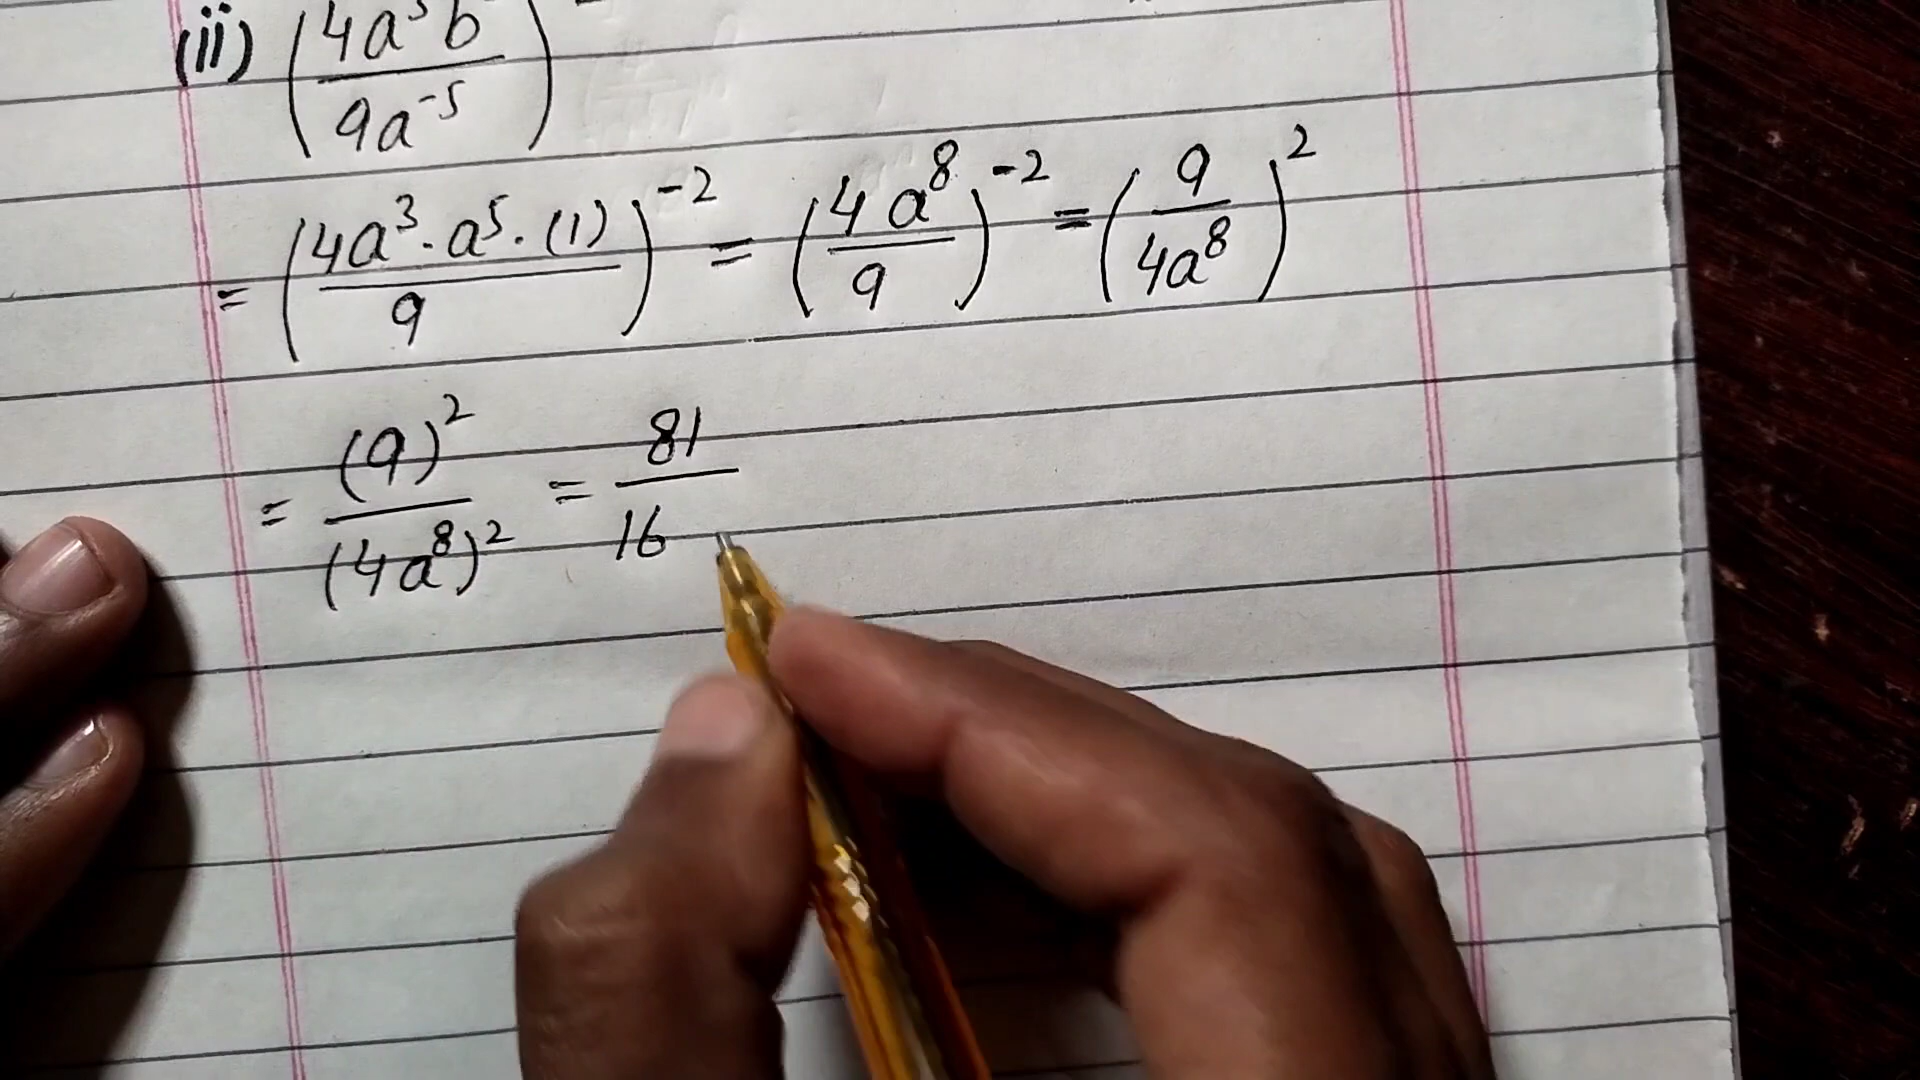 (ii) (4a³b / 9a⁻⁵)
= (4a³ · a⁵ · (1) / 9)⁻² = (4a⁸ / 9)⁻² = (9 / 4a⁸)²
= (9)² / (4a⁸)² = 81 / 16